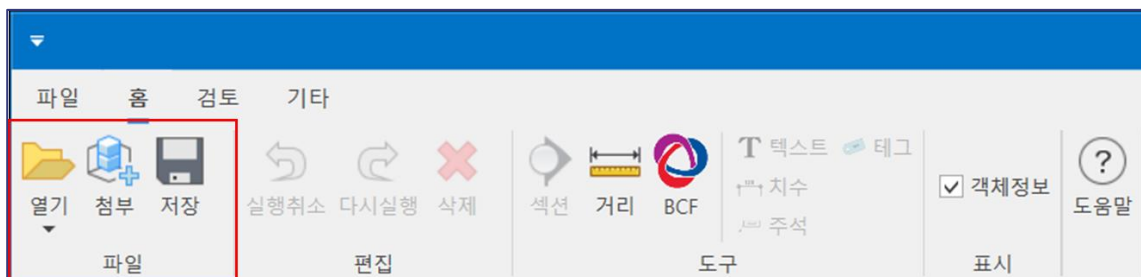 파일 홈 검토 기타
열기 첨부 저장 실행취소 다시실행 삭제 섹션 거리 BCF
T 텍스트 테그
치수
주석
객체정보
도움말
파일 편집 도구 표시